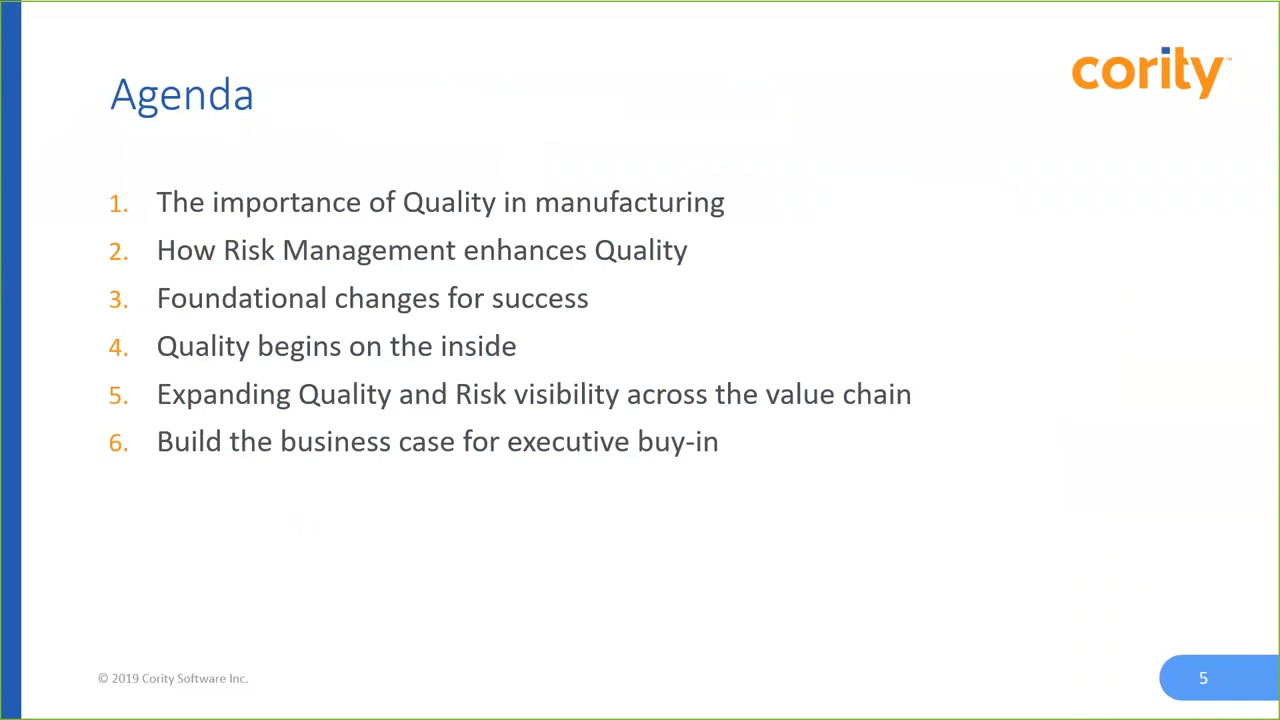 cority™
Agenda
1. The importance of Quality in manufacturing
2. How Risk Management enhances Quality
3. Foundational changes for success
4. Quality begins on the inside
5. Expanding Quality and Risk visibility across the value chain
6. Build the business case for executive buy-in
© 2019 Cority Software Inc.
5